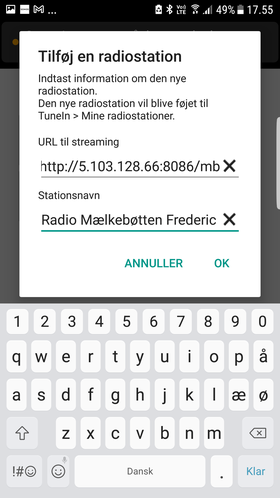 49% 17.55
Tilføj en radiostation
Indtast information om den nye
radiostation.
Den nye radiostation vil blive føjet til
TuneIn > Mine radiostationer.
URL til streaming
http://5.103.128.66:8086/mb
Stationsnavn
Radio Mælkebøtten Frederic
ANNULLER OK
1 2 3 4 5 6 7 8 9 0
q w e r t y u i o p å
a s d f g h j k l æ ø
z x c v b n m
!#☺ Dansk . Klar